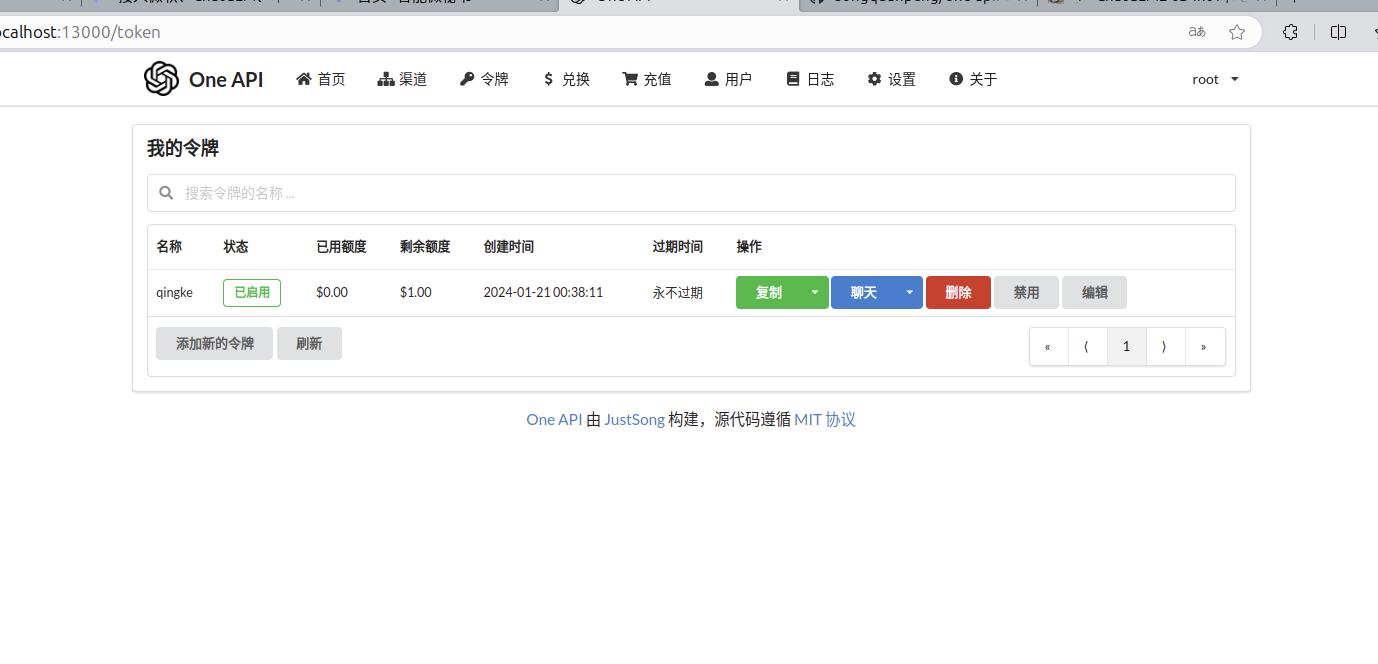 localhost:13000/token
One API 首页 渠道 令牌 兑换 充值 用户 日志 设置 关于 root
我的令牌
搜索令牌的名称 ...
名称 状态 已用额度 剩余额度 创建时间 过期时间 操作
qingke 已启用 $0.00 $1.00 2024-01-21 00:38:11 永不过期 复制 聊天 删除 禁用 编辑
添加新的令牌 刷新 « ⟨ 1 ⟩ »
One API 由 JustSong 构建，源代码遵循 MIT 协议